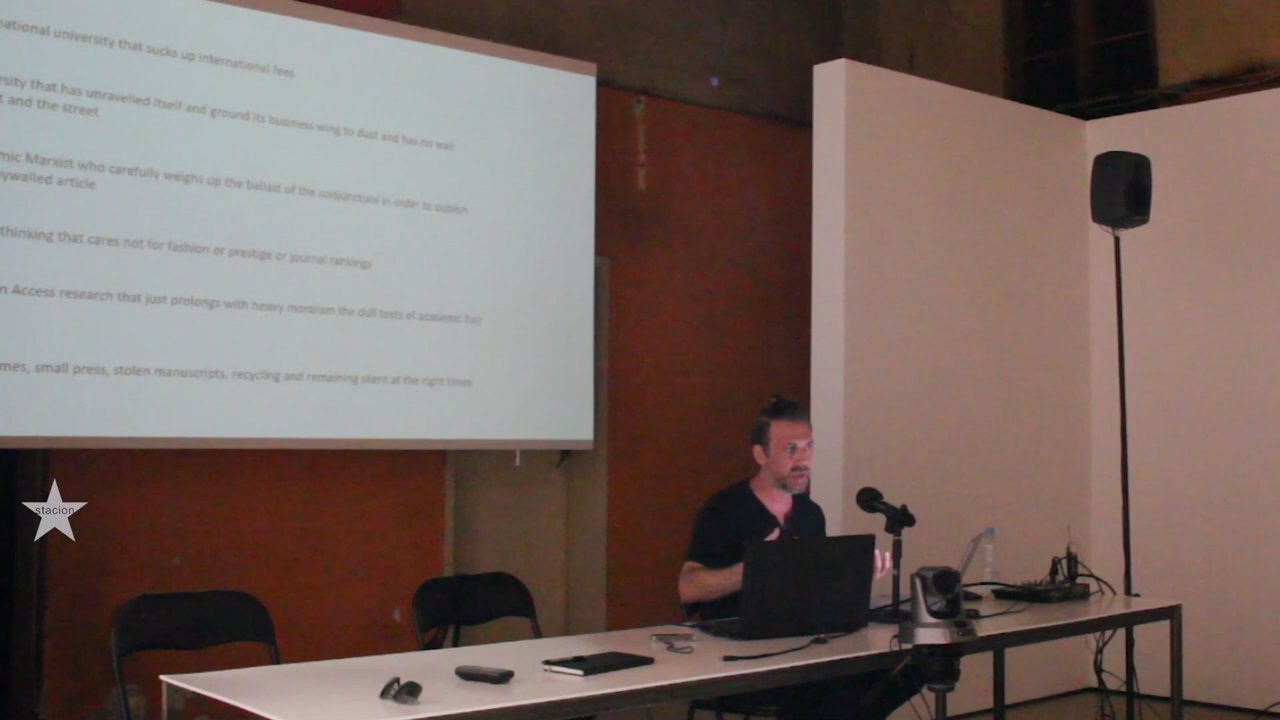 national university that sucks up international fees
rsity that has unravelled itself and ground its business wing to dust and has no wall
t and the street
mic Marxist who carefully weighs up the ballast of the conjuncture in order to publish
ywalled article
thinking that cares not for fashion or prestige or journal rankings
n Access research that just prolongs with heavy moralism the dull tests of academic
mes, small press, stolen manuscripts, recycling and remaining silent at the right times
stacion